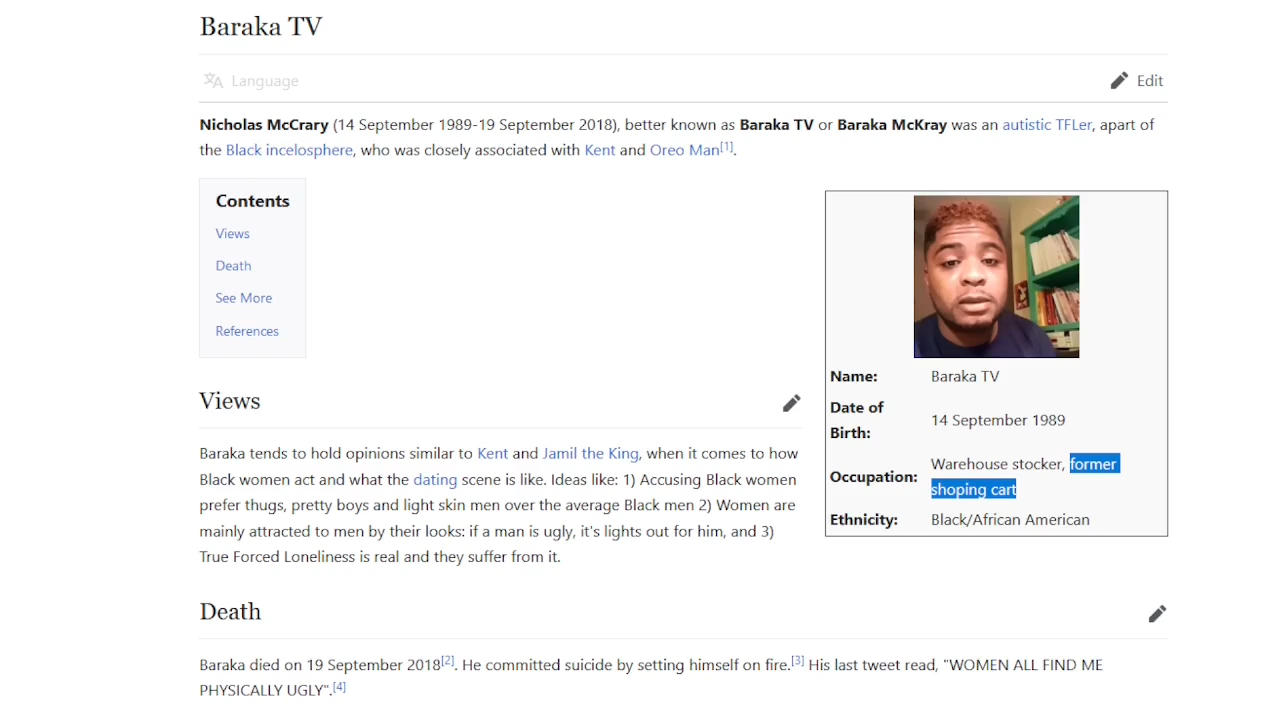 Baraka TV
Language
Edit
Nicholas McCrary (14 September 1989-19 September 2018), better known as Baraka TV or Baraka McKray was an autistic TFLer, apart of
the Black incelosphere, who was closely associated with Kent and Oreo Man[1].
Contents
Views
Death
See More
References
Name: Baraka TV
Date of
Birth: 14 September 1989
Occupation: Warehouse stocker, former
shoping cart
Ethnicity: Black/African American
Views
Baraka tends to hold opinions similar to Kent and Jamil the King, when it comes to how
Black women act and what the dating scene is like. Ideas like: 1) Accusing Black women
prefer thugs, pretty boys and light skin men over the average Black men 2) Women are
mainly attracted to men by their looks: if a man is ugly, it's lights out for him, and 3)
True Forced Loneliness is real and they suffer from it.
Death
Baraka died on 19 September 2018[2]. He committed suicide by setting himself on fire.[3] His last tweet read, "WOMEN ALL FIND ME
PHYSICALLY UGLY".[4]